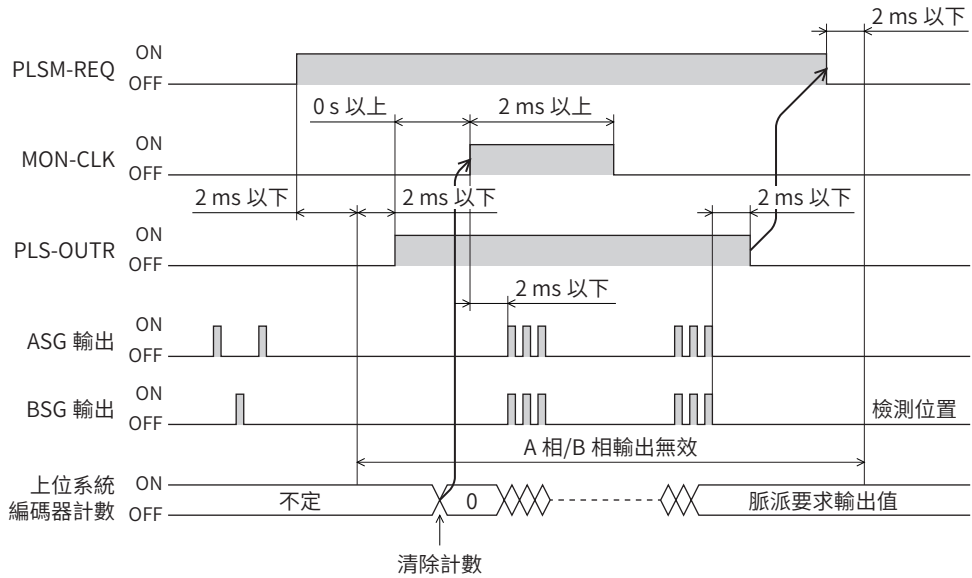 2 ms 以下
PLSM-REQ
ON
OFF
0 s 以上
2 ms 以上
MON-CLK
ON
OFF
2 ms 以下
2 ms 以下
2 ms 以下
PLS-OUTR
ON
OFF
2 ms 以下
ASG 輸出
ON
OFF
BSG 輸出
ON
OFF
檢測位置
A 相/B 相輸出無效
上位系統
編碼器計數
ON
OFF
不定
0
脈派要求輸出值
清除計數